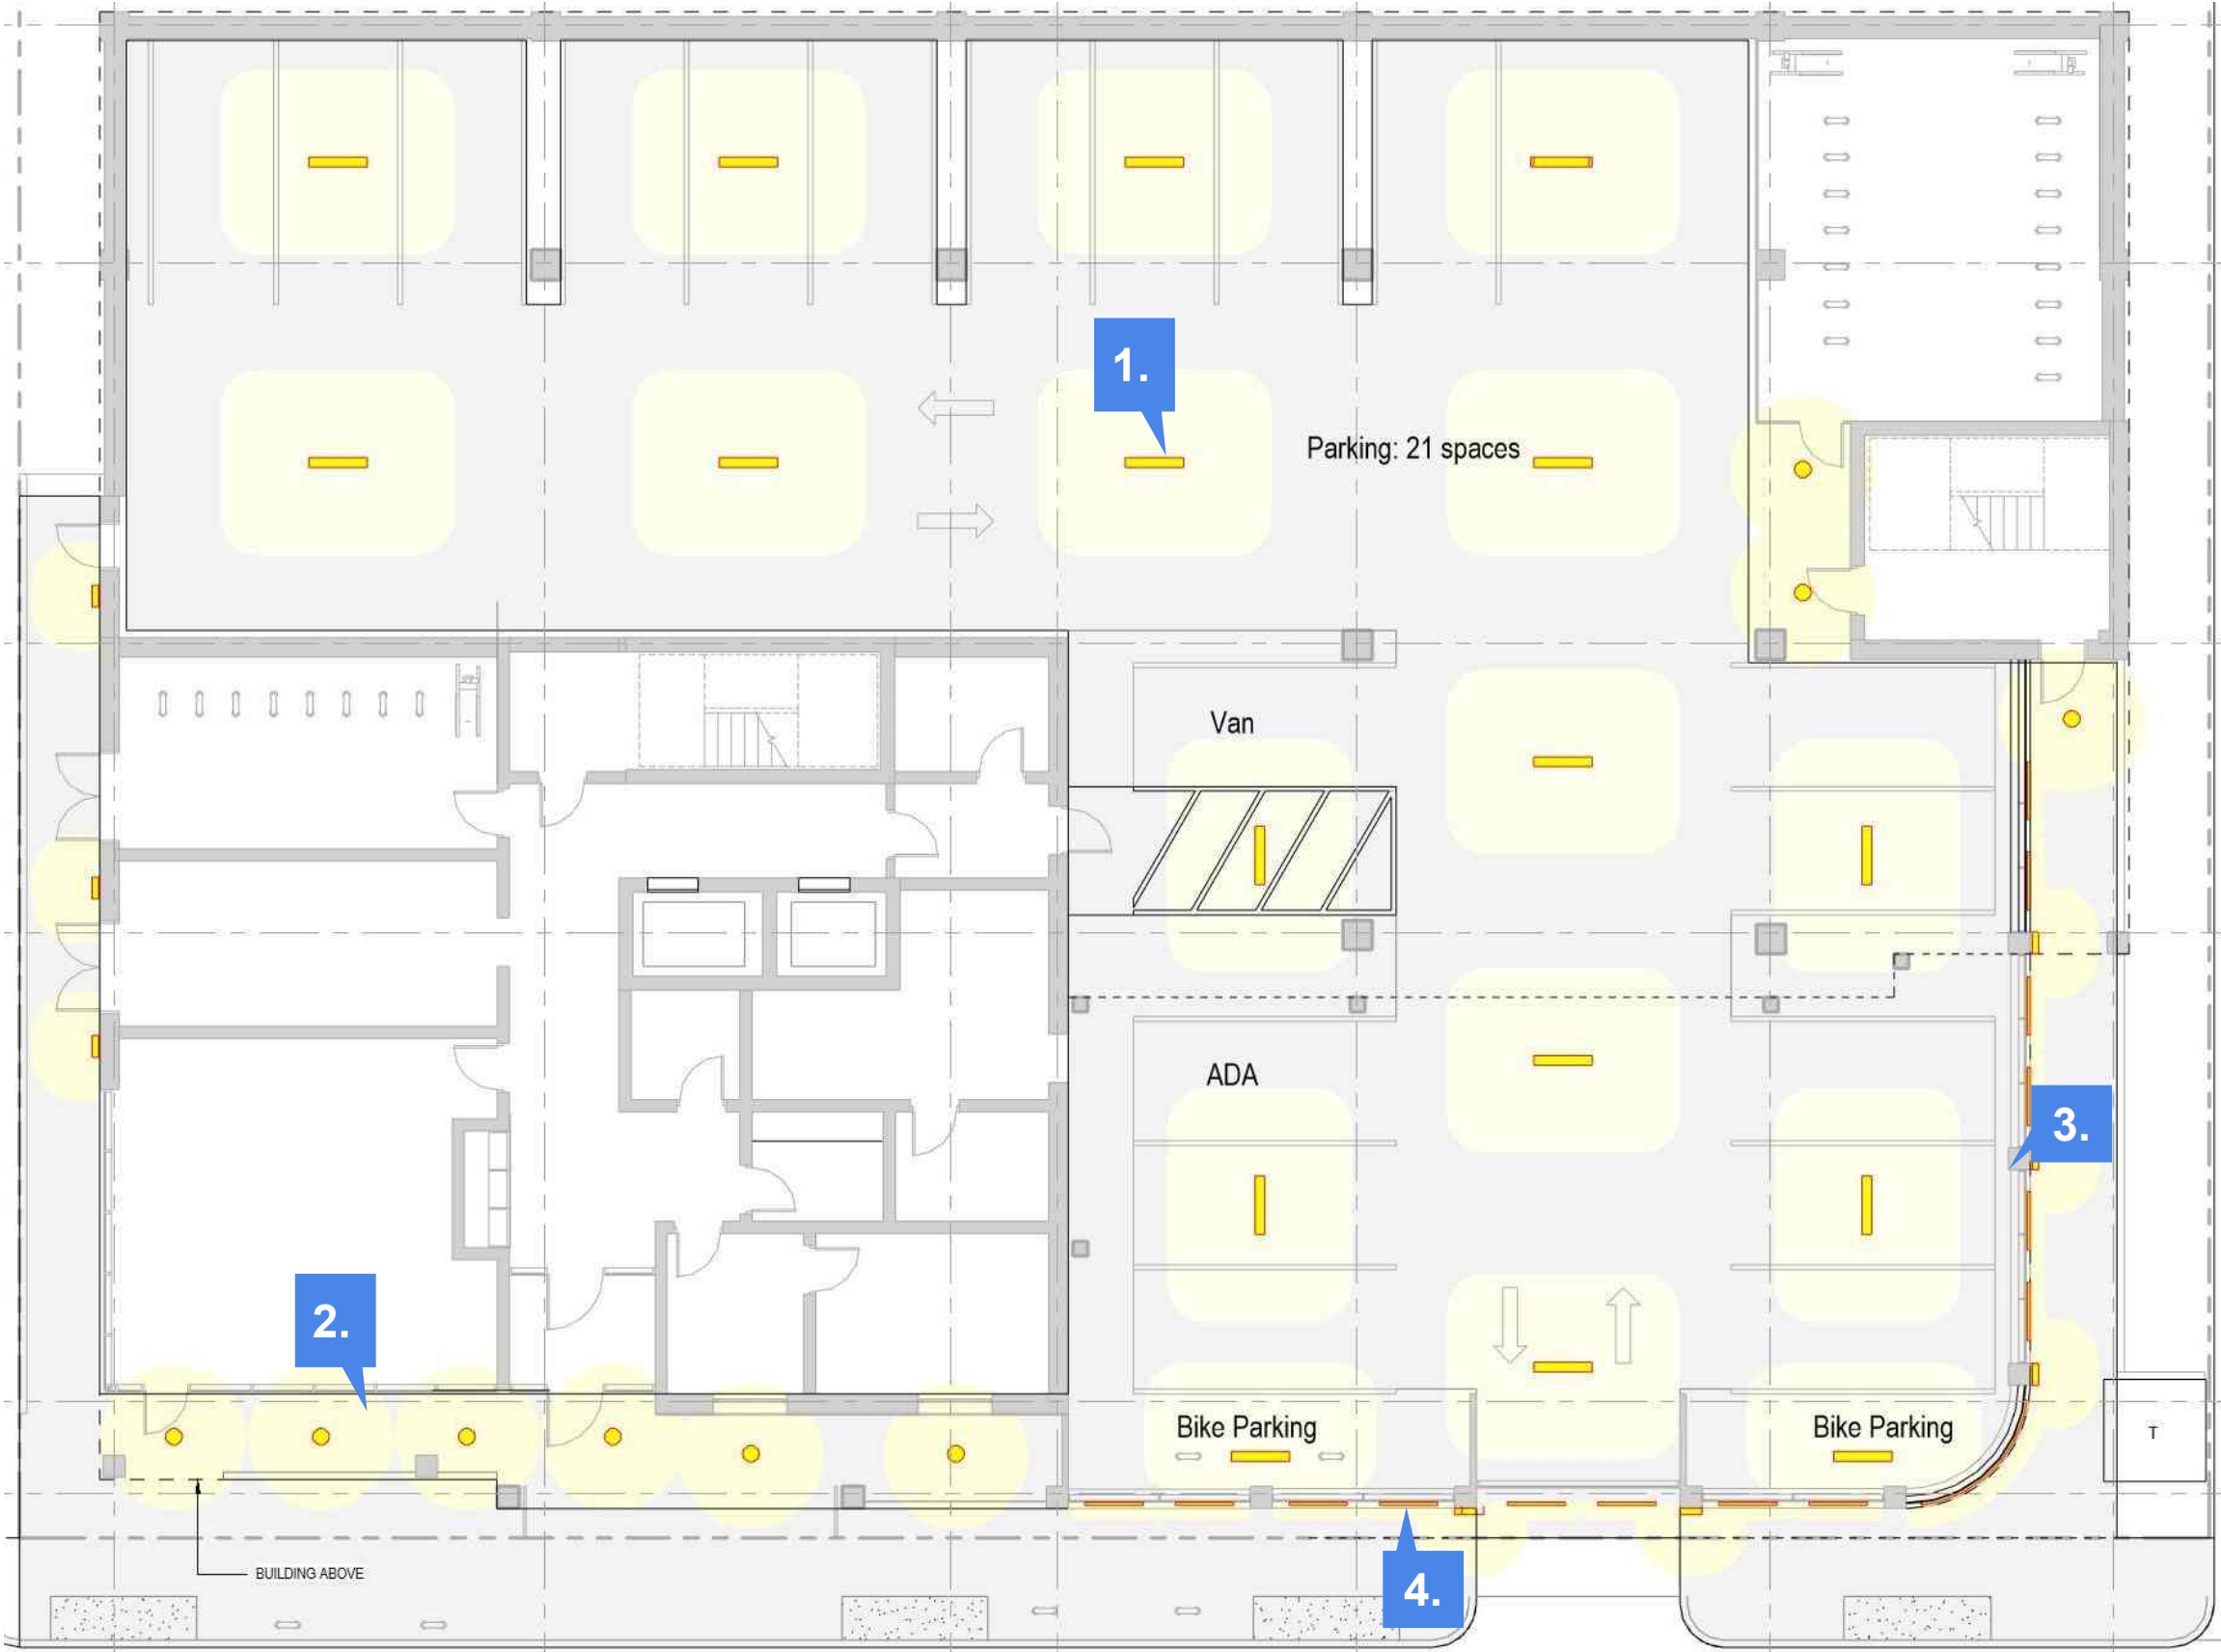 1.
Parking: 21 spaces
Van
ADA
3.
2.
Bike Parking
Bike Parking
T
BUILDING ABOVE
4.